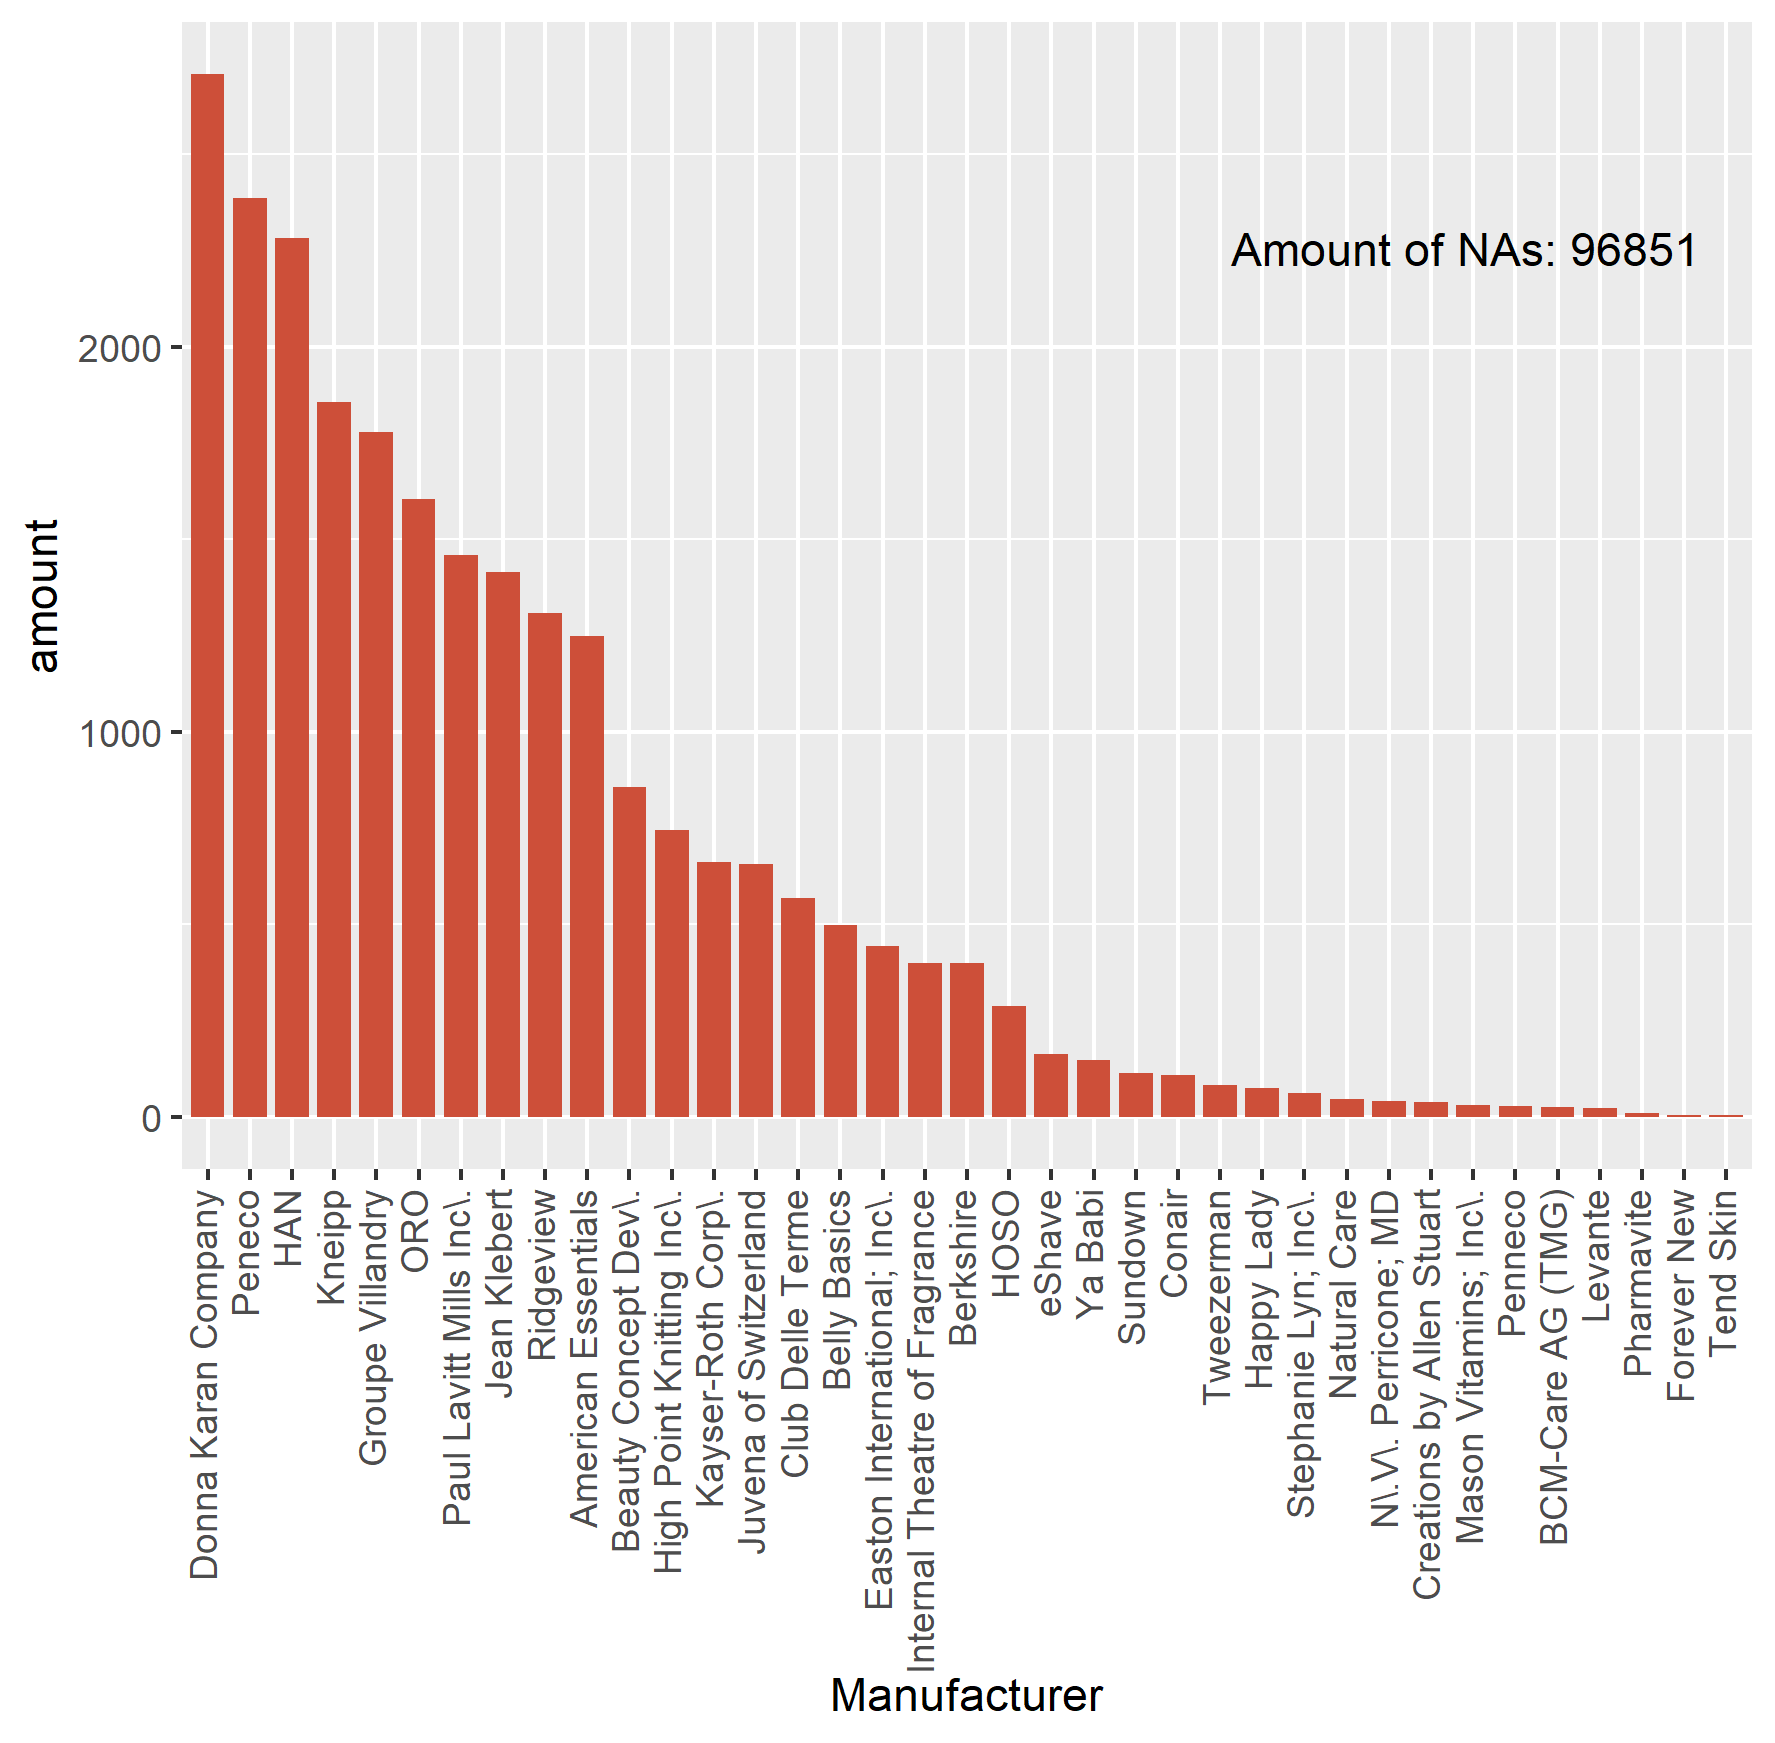 Amount of NAs: 96851
amount
2000
1000
0
Donna Karan Company
Peneco
HAN
Kneipp
Groupe Villandry
ORO
Paul Lavitt Mills Inc\.
Jean Klebert
Ridgeview
American Essentials
Beauty Concept Dev\.
High Point Knitting Inc\.
Kayser-Roth Corp\.
Juvena of Switzerland
Club Delle Terme
Belly Basics
Easton International; Inc\.
Internal Theatre of Fragrance
Berkshire
HOSO
eShave
Ya Babi
Sundown
Conair
Tweezerman
Happy Lady
Stephanie Lyn; Inc\.
Natural Care
N\.V\. Perricone; MD
Creations by Allen Stuart
Mason Vitamins; Inc\.
Penneco
BCM-Care AG (TMG)
Levante
Pharmavite
Forever New
Tend Skin
Manufacturer